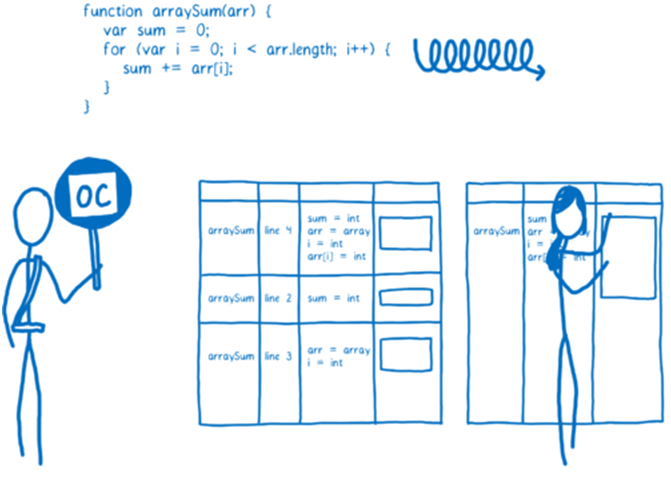 function arraySum(arr) {
var sum = 0;
for (var i = 0; i < arr.length; i++) {
sum += arr[i];
}
}
OC
arraySum line 4 sum = int
arr = array
i = int
arr[i] = int
arraySum line 2 sum = int
arraySum line 3 arr = array
i = int
arraySum
sum
arr
i =
int